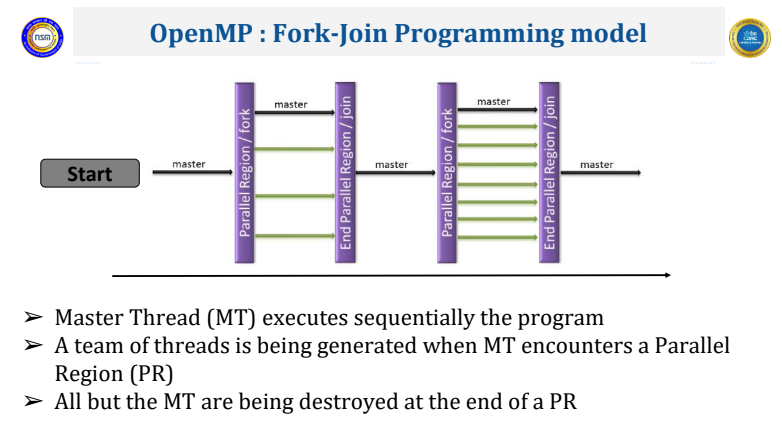 OpenMP : Fork-Join Programming model
nsm
CDAC
Start
master
Parallel Region / fork
master
End Parallel Region / join
master
Parallel Region / fork
master
End Parallel Region / join
master
➢ Master Thread (MT) executes sequentially the program
➢ A team of threads is being generated when MT encounters a Parallel
Region (PR)
➢ All but the MT are being destroyed at the end of a PR